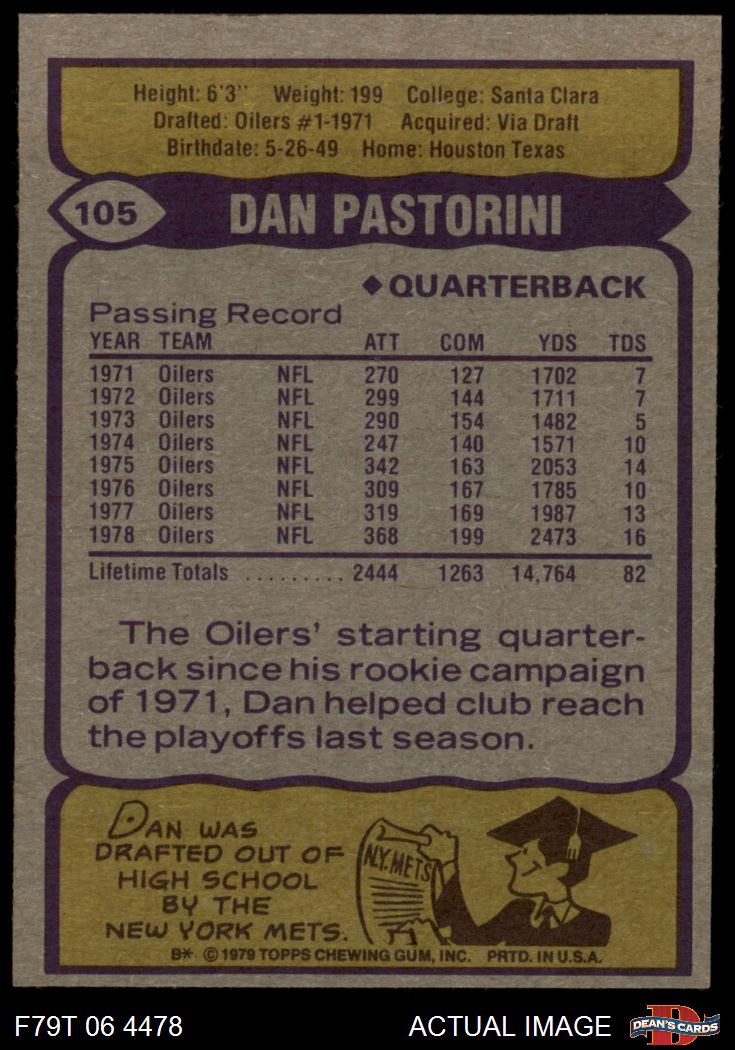 Height: 6'3" Weight: 199 College: Santa Clara
Drafted: Oilers #1-1971 Acquired: Via Draft
Birthdate: 5-26-49 Home: Houston Texas
105 DAN PASTORINI
◆QUARTERBACK
Passing Record
YEAR TEAM ATT COM YDS TDS
1971 Oilers NFL 270 127 1702 7
1972 Oilers NFL 299 144 1711 7
1973 Oilers NFL 290 154 1482 5
1974 Oilers NFL 247 140 1571 10
1975 Oilers NFL 342 163 2053 14
1976 Oilers NFL 309 167 1785 10
1977 Oilers NFL 319 169 1987 13
1978 Oilers NFL 368 199 2473 16
Lifetime Totals ......... 2444 1263 14,764 82
The Oilers' starting quarter-
back since his rookie campaign
of 1971, Dan helped club reach
the playoffs last season.
DAN WAS
DRAFTED OUT OF
HIGH SCHOOL
BY THE
NEW YORK METS.
N.Y. METS
B* © 1979 TOPPS CHEWING GUM, INC. PRTD. IN U.S.A.
F79T 06 4478 ACTUAL IMAGE D DEAN'S CARDS